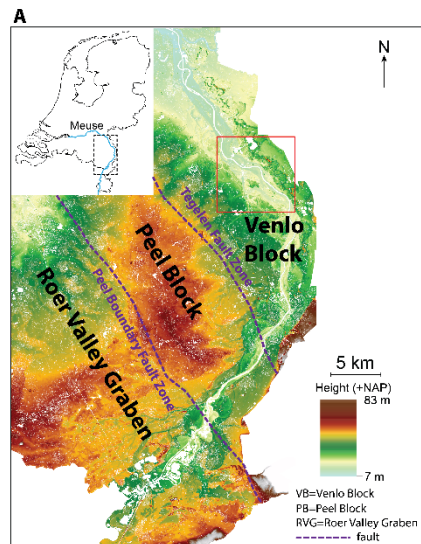 A
Meuse
N
Tegelen Fault Zone
Venlo
Block
Peel Block
Peel Boundary Fault Zone
Roer Valley Graben
5 km
Height (+NAP)
83 m
7 m
VB=Venlo Block
PB=Peel Block
RVG=Roer Valley Graben
fault